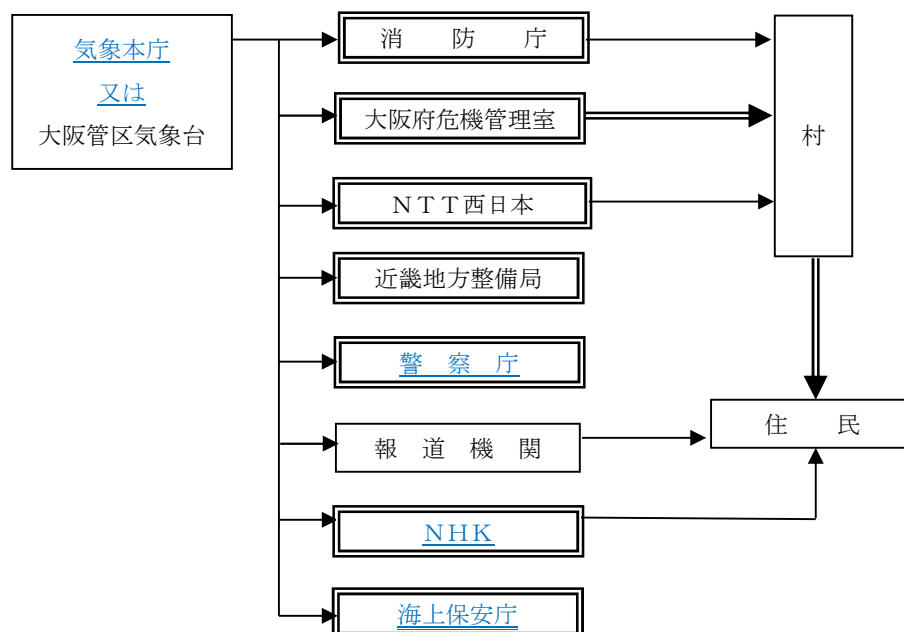 気象本庁
又は
大阪管区気象台
消　防　庁
大阪府危機管理室
ＮＴＴ西日本
近畿地方整備局
警　察　庁
報　道　機　関
ＮＨＫ
海上保安庁
村
住　　民